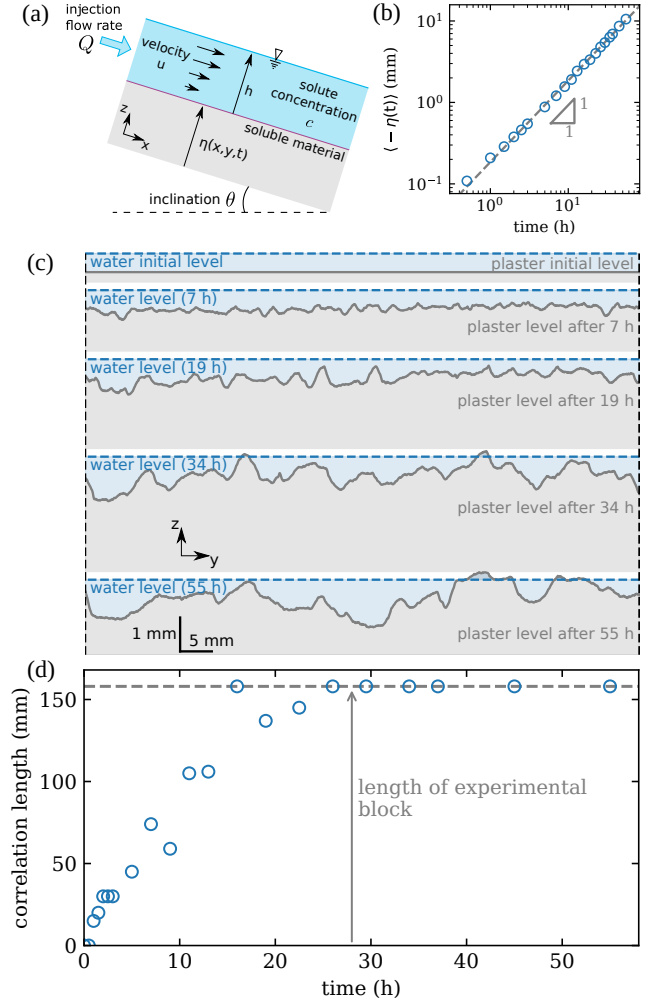 (a)
injection
flow rate
Q
velocity
u
h
solute
concentration
c
soluble material
z
x
η(x,y,t)
inclination θ
(b)
⟨ − η(t)⟩ (mm)
10¹
10⁰
10⁻¹
1
1
10⁰
10¹
time (h)
(c)
water initial level
plaster initial level
water level (7 h)
plaster level after 7 h
water level (19 h)
plaster level after 19 h
water level (34 h)
plaster level after 34 h
z
y
water level (55 h)
1 mm
5 mm
plaster level after 55 h
(d)
correlation length (mm)
150
100
50
0
length of experimental
block
0
10
20
30
40
50
time (h)